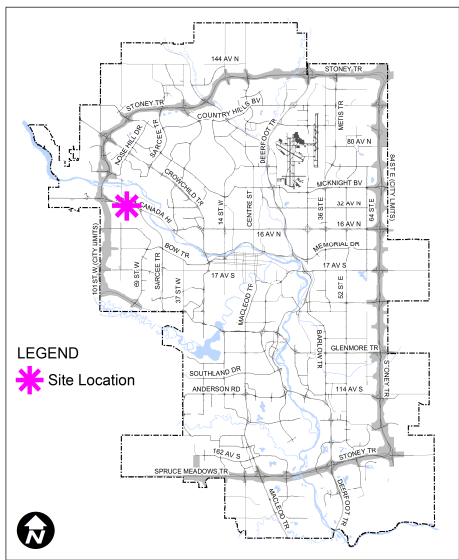 144 AV N
STONEY TR
STONEY TR
COUNTRY HILLS BV
METIS TR
DEERFOOT TR
SARCEE TR
80 AV N
CROWCHILD TR
MCKNIGHT BV
84 ST E (CITY LIMITS)
14 ST W
CENTRE ST
36 ST E
32 AV N
64 ST E
CANADA HI
16 AV N
16 AV N
101 ST W (CITY LIMITS)
BOW TR
MEMORIAL DR
69 ST W
SARCEE TR
37 ST W
17 AV S
17 AV S
MACLEOD TR
52 ST E
BARLOW TR
LEGEND
Site Location
GLENMORE TR
SOUTHLAND DR
ANDERSON RD
114 AV S
STONEY TR
162 AV S
STONEY TR
SPRUCE MEADOWS TR
MACLEOD TR
DEERFOOT TR
N